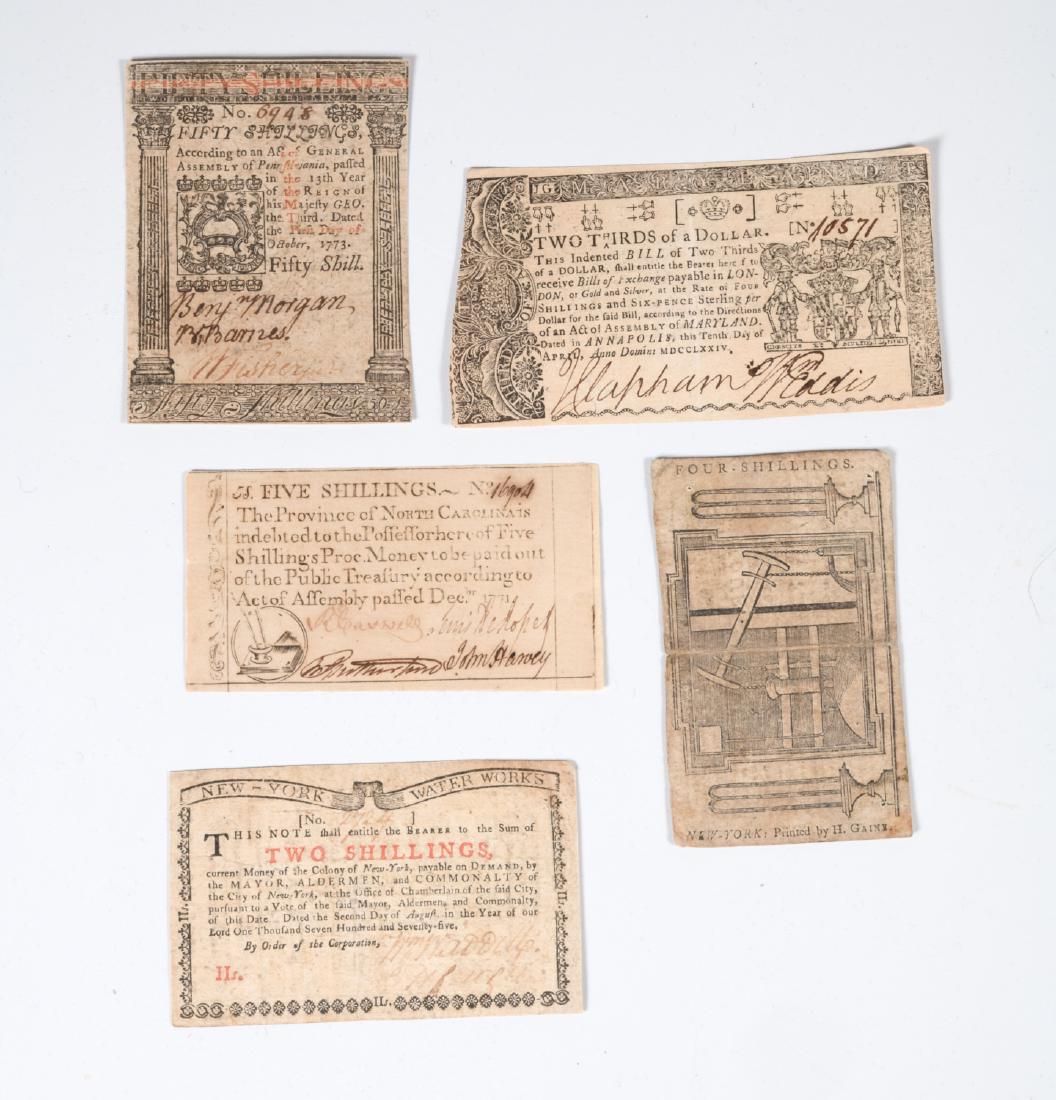 FIFTY SHILLINGS
No. 6948
FIFTY SHILLINGS,
According to an Act of GENERAL
ASSEMBLY of Pennsylvania, passed
in the 13th Year
of the REIGN of
his Majesty GEO.
the Third. Dated
the First Day of
October, 1773.
Fifty Shill.
Benjn Morgan
Fifty Shillings
TWO THIRDS of a DOLLAR. [No. 10571
THIS Indented BILL of Two Thirds
of a DOLLAR, shall entitle the Bearer hereof to
receive Bills of Exchange payable in LON-
DON, or Gold and Silver, at the Rate of FOUR
SHILLINGS and SIX-PENCE Sterling per
Dollar for the said Bill, according to the Directions
of an Act of ASSEMBLY of MARYLAND.
Dated in ANNAPOLIS, this Tenth Day of
APRIL, Anno Domini MDCCLXXIV.
J Clapham Wm Eddis
5S. FIVE SHILLINGS.~ No. 16904
The Province of NORTH CAROLINA is
indebted to the Possessor hereof Five
Shillings Proc. Money to be paid out
of the Public Treasury according to
Act of Assembly passed Decr. 1771
R Caswell
John Harvey
FOUR SHILLINGS.
NEW-YORK: Printed by H. GAINE.
NEW-YORK WATER WORKS
[No. ]
THIS NOTE shall entitle the BEARER to the Sum of
TWO SHILLINGS,
current Money of the Colony of New-York, payable on DEMAND, by
the MAYOR, ALDERMEN, and COMMONALTY of
the City of New-York, at the Office of Chamberlain of the said City,
pursuant to a Vote of the said Mayor, Aldermen, and Commonalty,
of this Date. Dated the Second Day of August, in the Year of our
Lord One Thousand Seven Hundred and Seventy-five.
By Order of the Corporation,
IIs.
IIs.
IIs.
IIs.